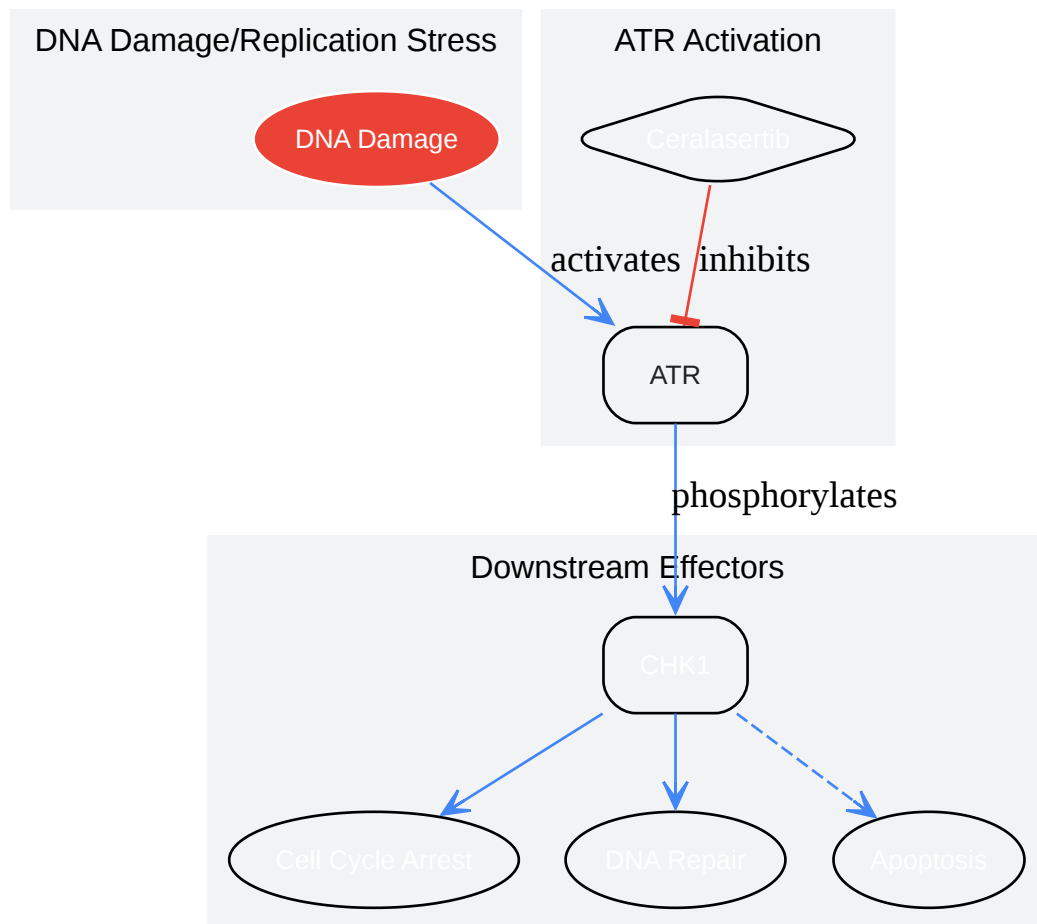 DNA Damage/Replication Stress
ATR Activation
DNA Damage
Ceralasertib
activates
inhibits
ATR
phosphorylates
Downstream Effectors
CHK1
Cell Cycle Arrest
DNA Repair
Apoptosis